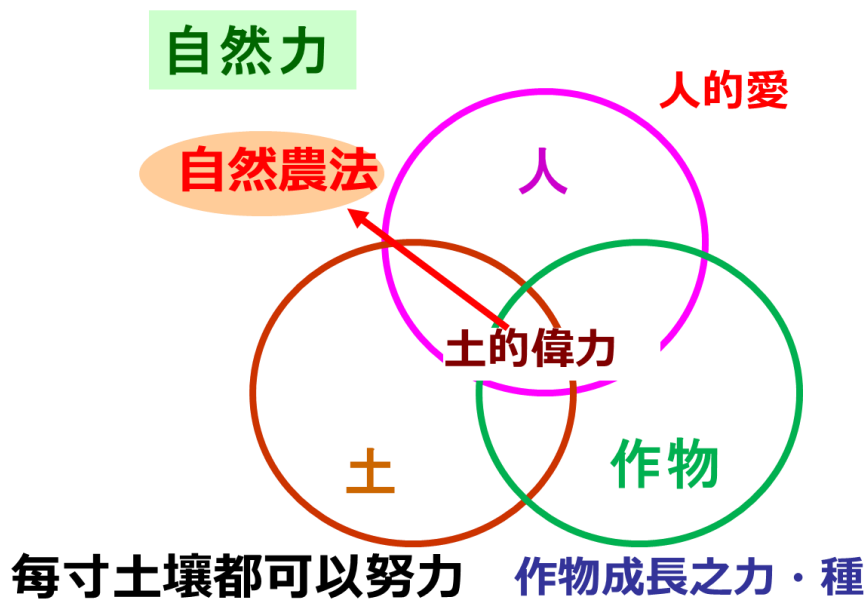 自然力
人的愛
自然農法
人
土的偉力
作物
土
每寸土壤都可以努力
作物成長之力・種